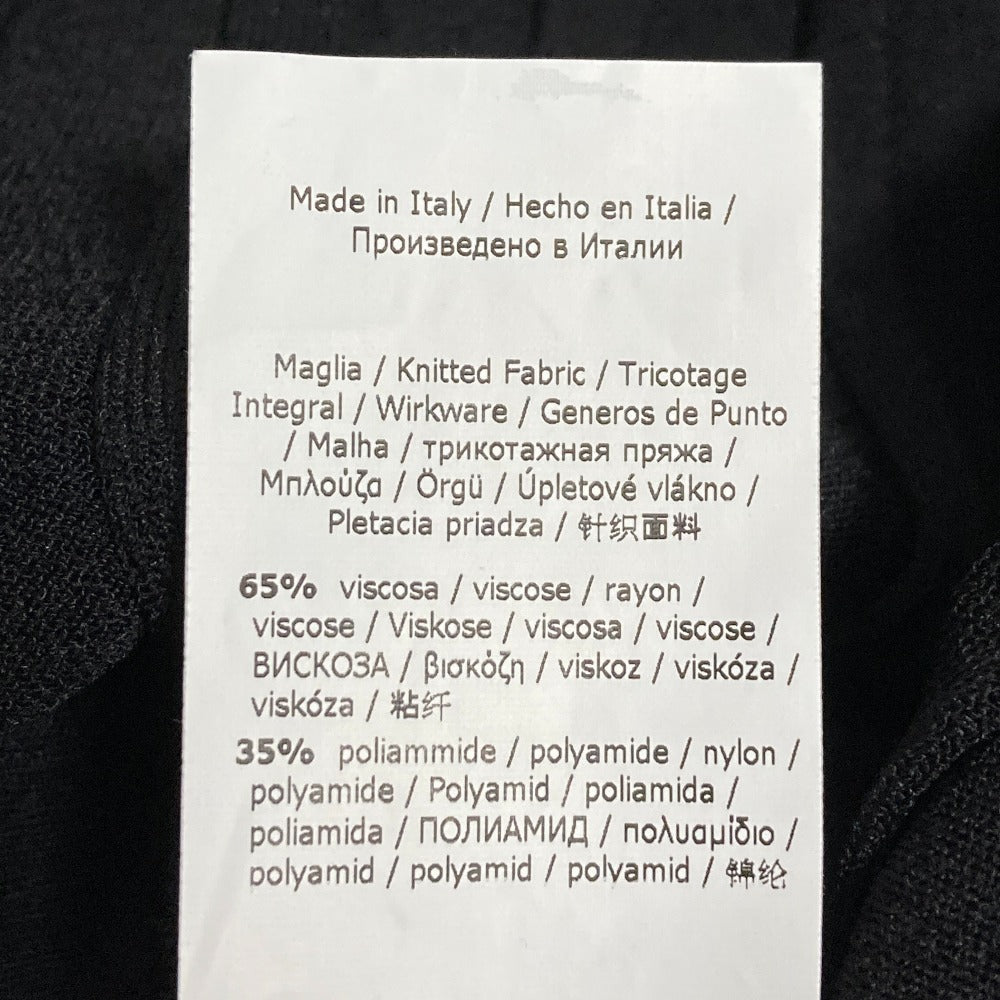 Made in Italy / Hecho en Italia /
Произведено в Италии
Maglia / Knitted Fabric / Tricotage
Integral / Wirkware / Generos de Punto
/ Malha / трикотажная пряжа /
Μπλούζα / Örgü / Úpletové vlákno /
Pletacia priadza / 针织面料
65% viscosa / viscose / rayon /
viscose / Viskose / viscosa / viscose /
ВИСКОЗА / βισκόζη / viskoz / viskóza /
viskóza / 粘纤
35% poliammide / polyamide / nylon /
polyamide / Polyamid / poliamida /
poliamida / ПОЛИАМИД / πολυαμίδιο /
polyamid / polyamid / polyamid / 锦纶